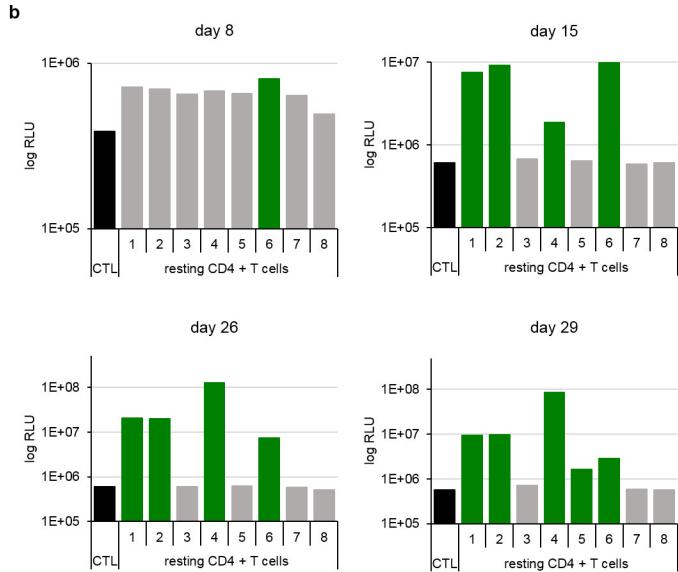 b
day 8
1E+06
1E+05
log RLU
1 2 3 4 5 6 7 8
CTL resting CD4 + T cells
day 15
1E+07
1E+06
1E+05
log RLU
1 2 3 4 5 6 7 8
CTL resting CD4 + T cells
day 26
1E+08
1E+07
1E+06
1E+05
log RLU
1 2 3 4 5 6 7 8
CTL resting CD4 + T cells
day 29
1E+08
1E+07
1E+06
1E+05
log RLU
1 2 3 4 5 6 7 8
CTL resting CD4 + T cells